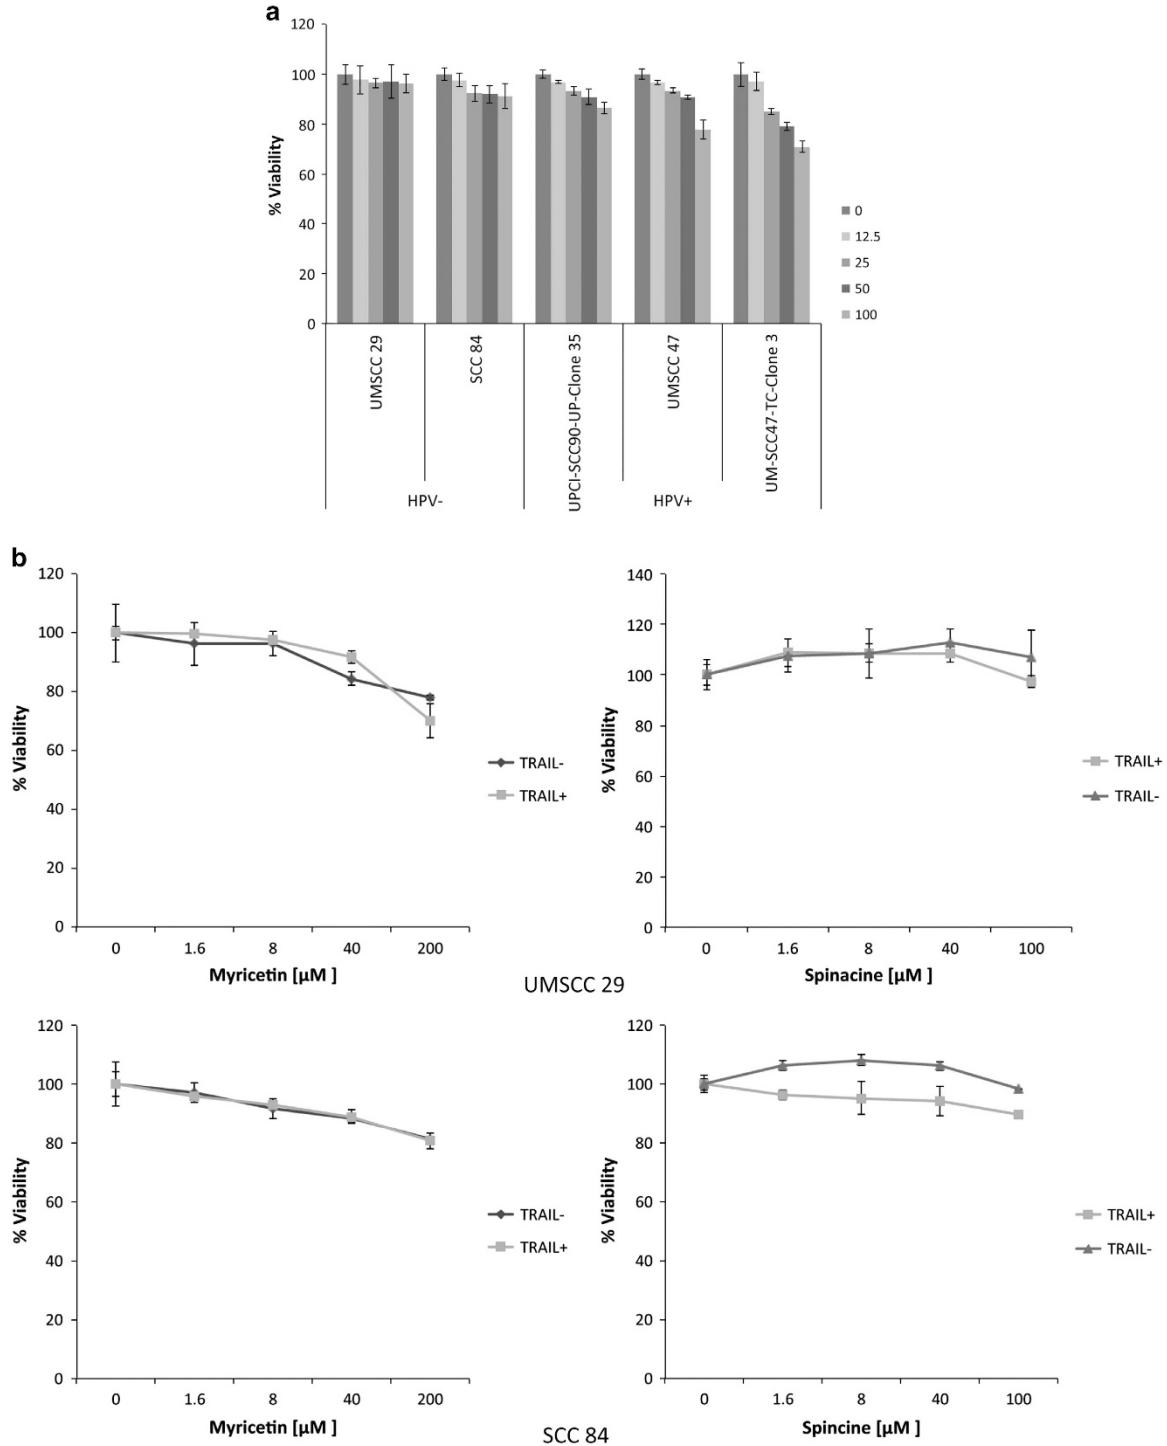 a
120
100
80
60
40
20
0
% Viability
0
12.5
25
50
100
UMSCC 29
SCC 84
UPCI-SCC90-UP-Clone 35
UMSCC 47
UM-SCC47-TC-Clone 3
HPV- HPV+
b
120
100
80
60
40
20
0
% Viability
TRAIL-
TRAIL+
0 1.6 8 40 200
Myricetin [µM ]
140
120
100
80
60
40
20
0
% Viability
TRAIL+
TRAIL-
0 1.6 8 40 100
Spinacine [µM ]
UMSCC 29
120
100
80
60
40
20
0
% Viability
TRAIL-
TRAIL+
0 1.6 8 40 200
Myricetin [µM ]
120
100
80
60
40
20
0
% Viability
TRAIL+
TRAIL-
0 1.6 8 40 100
Spincine [µM ]
SCC 84